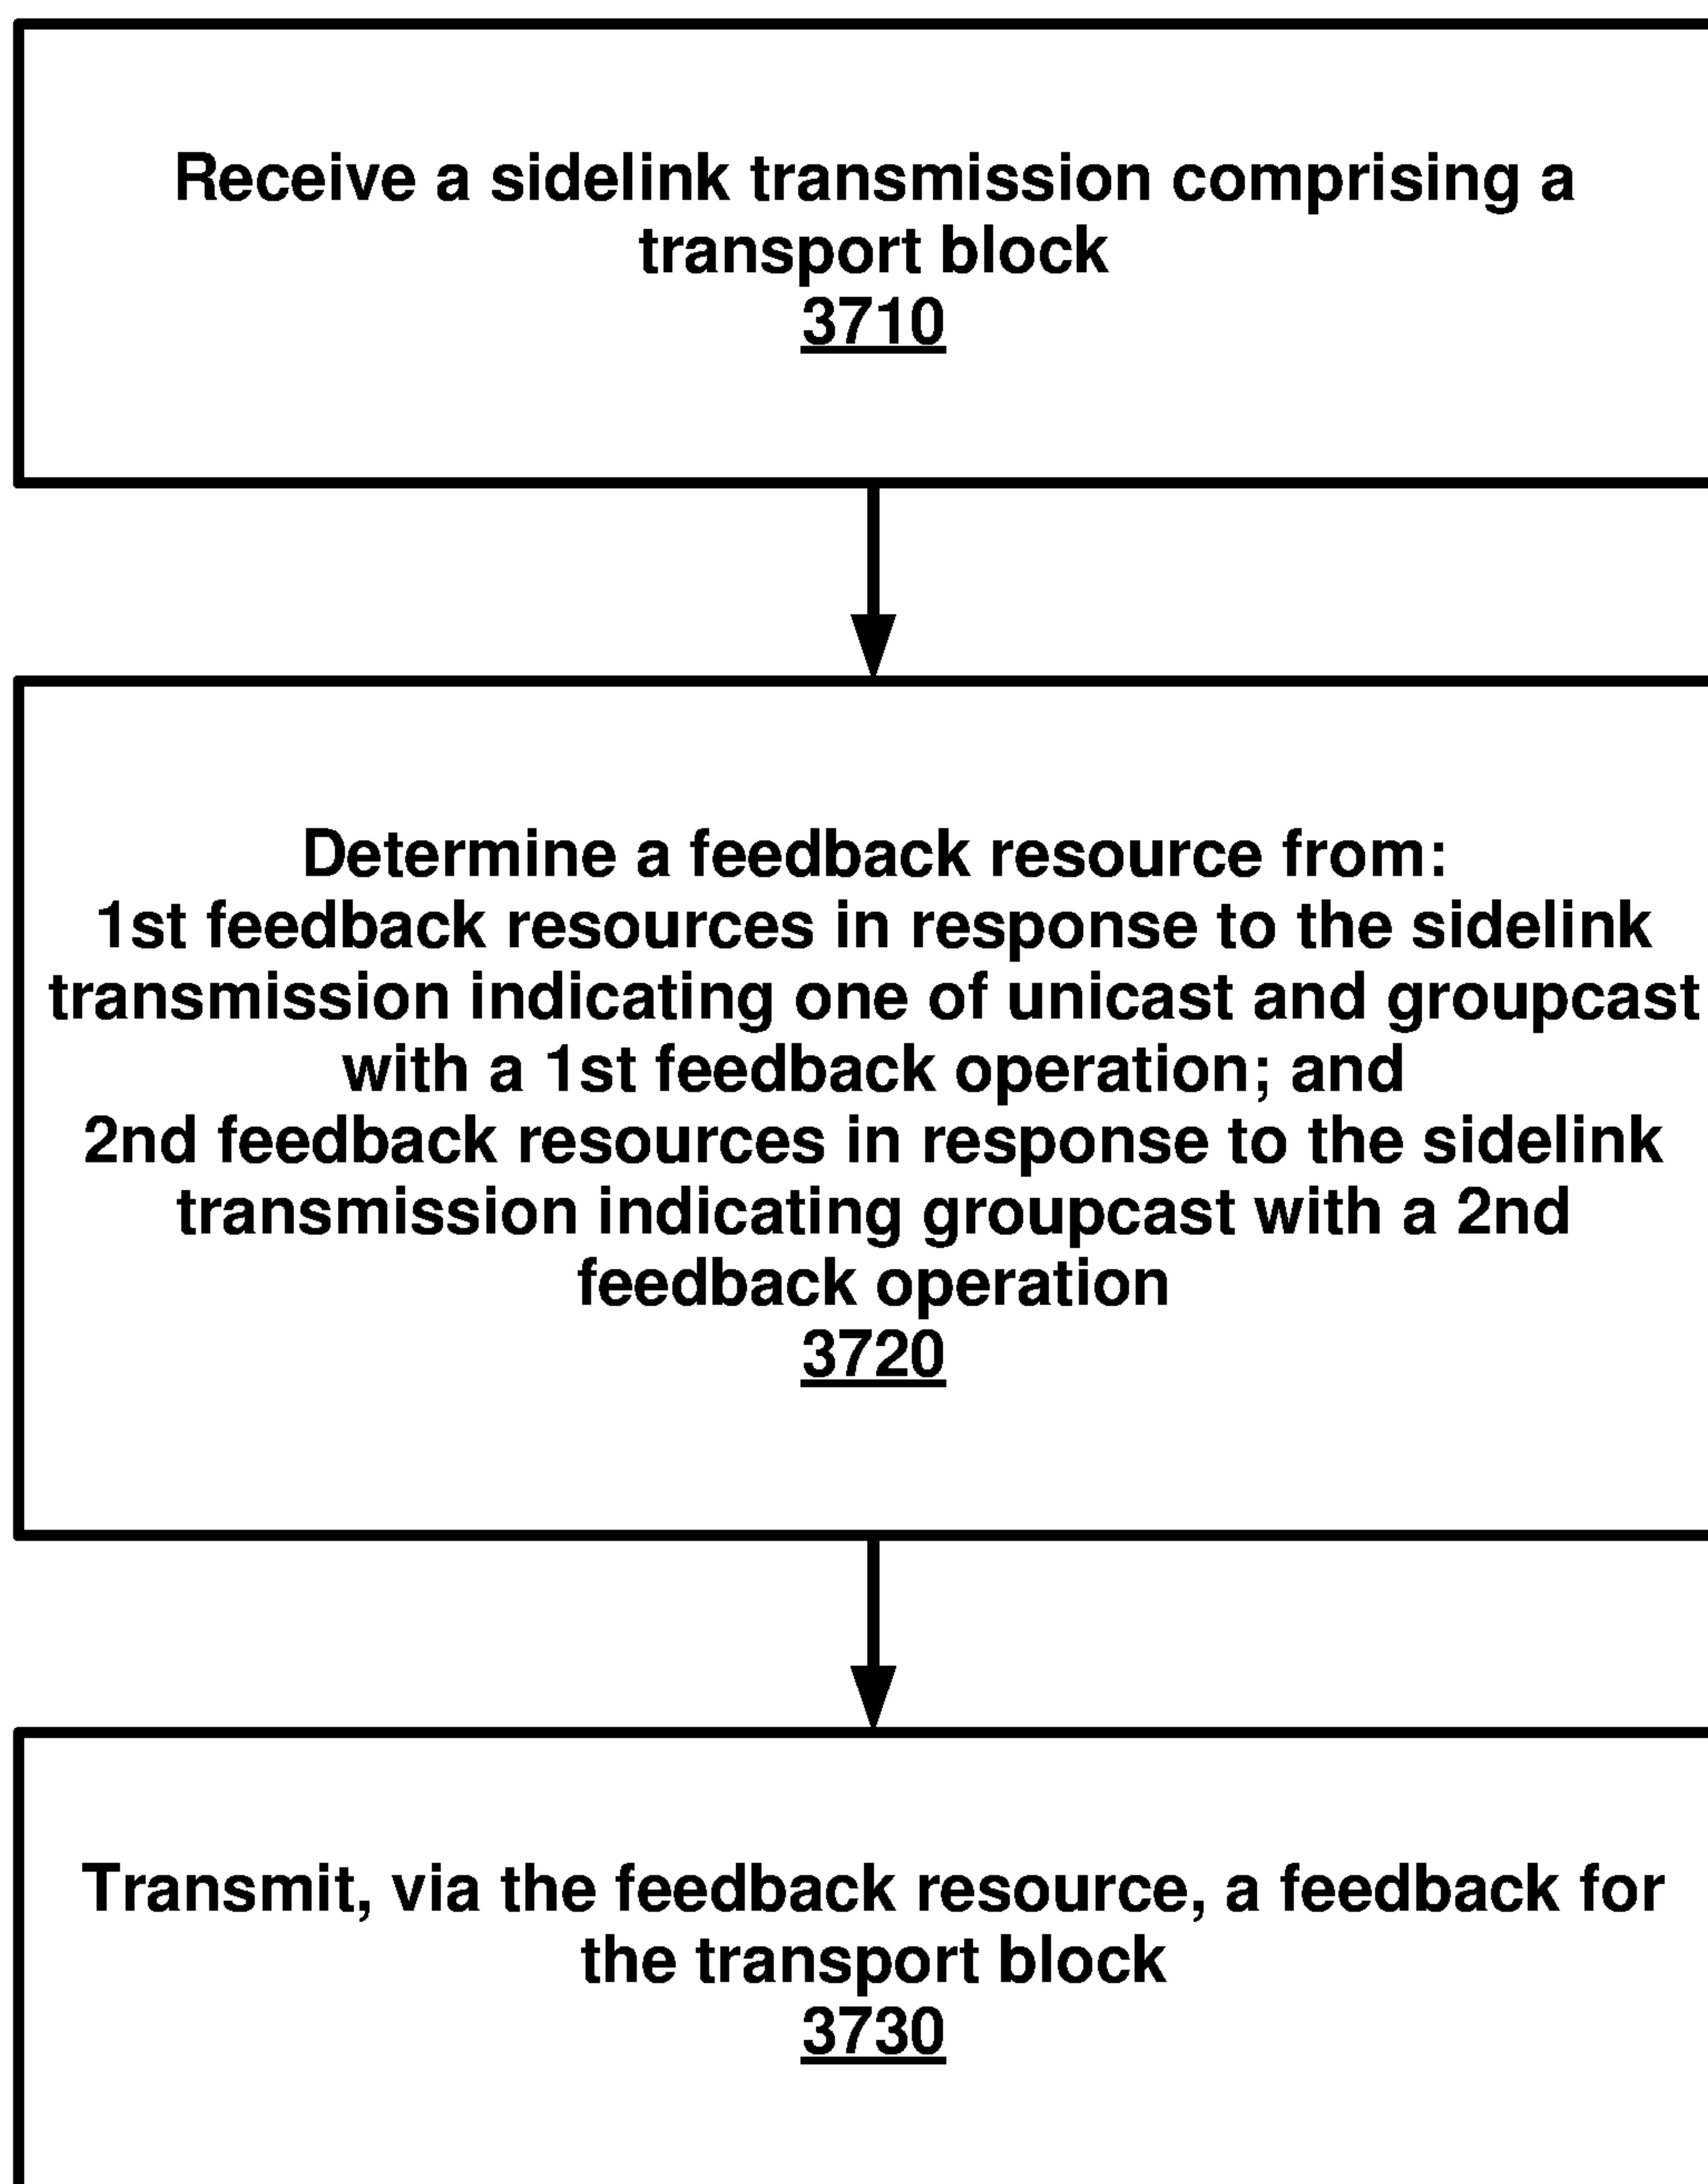 Receive a sidelink transmission comprising a
transport block
3710
Determine a feedback resource from:
1st feedback resources in response to the sidelink
transmission indicating one of unicast and groupcast
with a 1st feedback operation; and
2nd feedback resources in response to the sidelink
transmission indicating groupcast with a 2nd
feedback operation
3720
Transmit, via the feedback resource, a feedback for
the transport block
3730